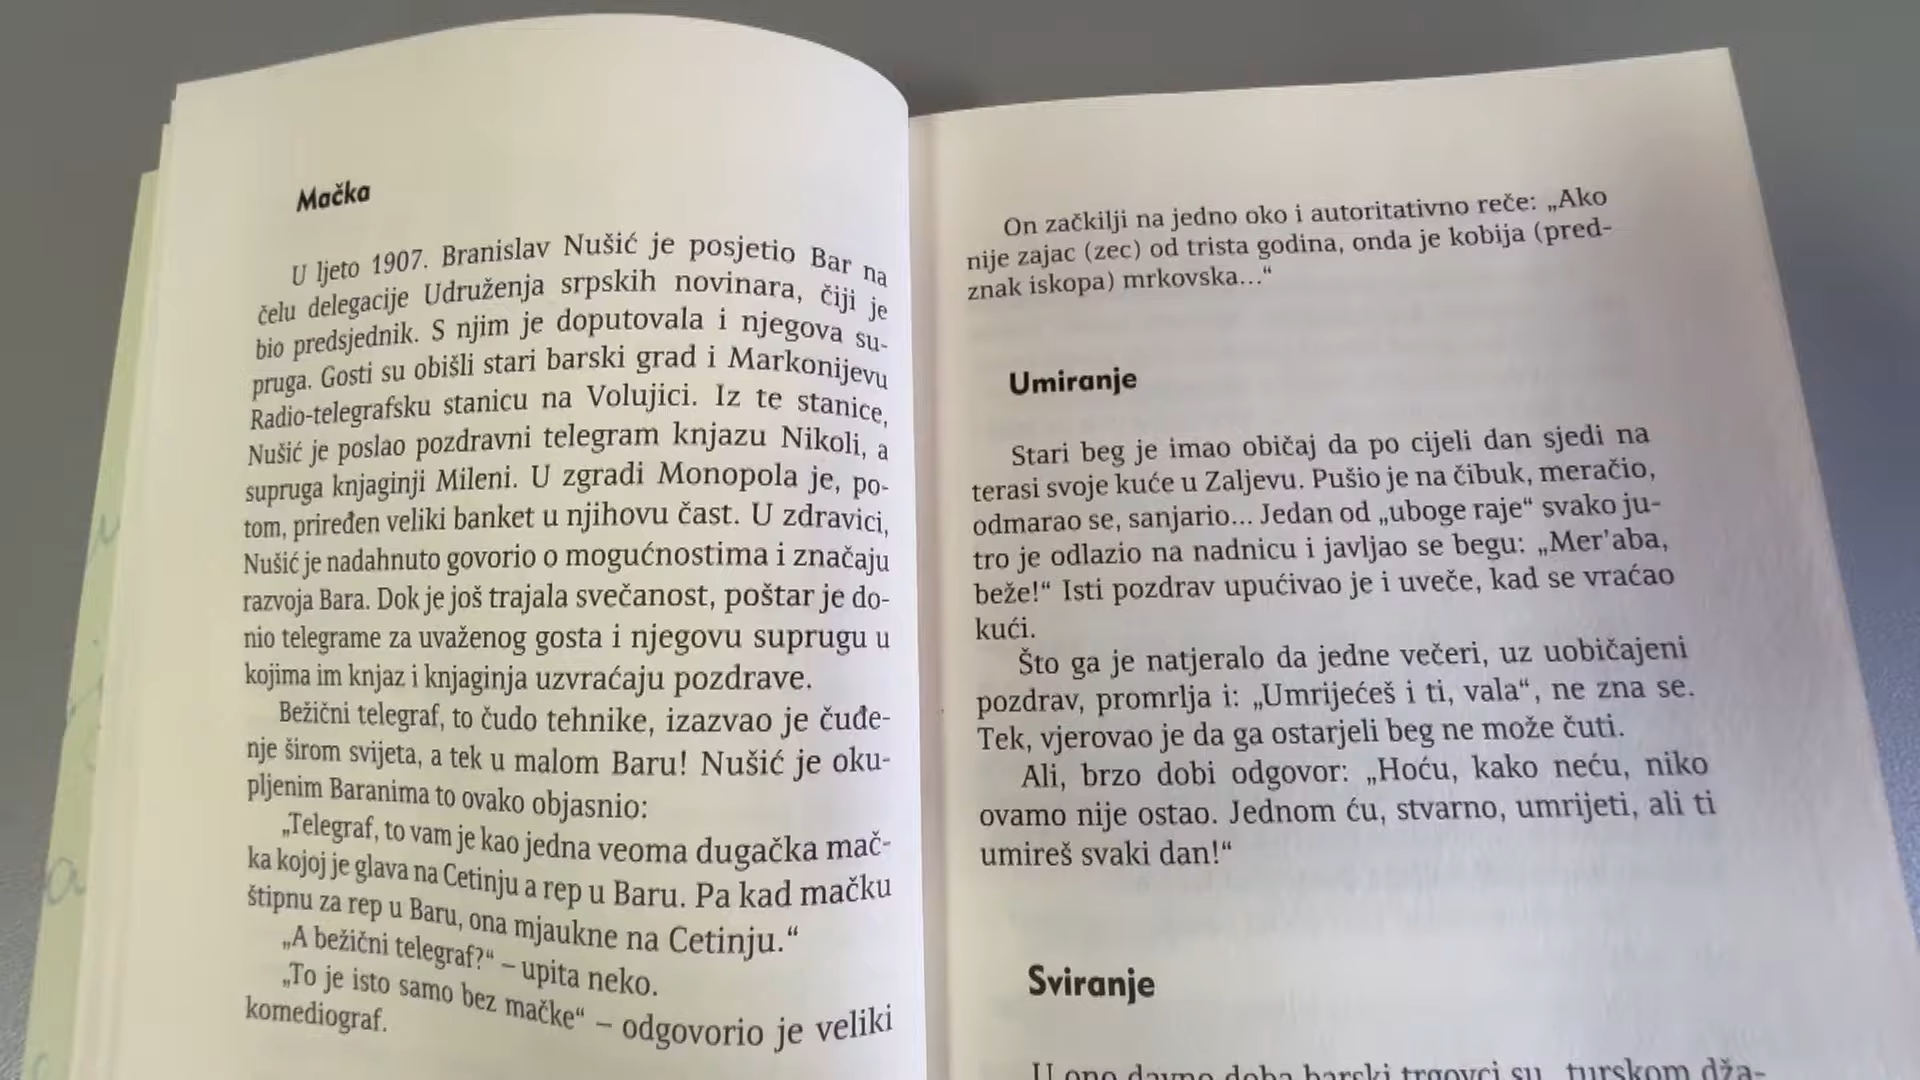 Mačka
U ljeto 1907. Branislav Nušić je posjetio Bar na
čelu delegacije Udruženja srpskih novinara, čiji je
bio predsjednik. S njim je doputovala i njegova su-
pruga. Gosti su obišli stari barski grad i Markonijevu
Radio-telegrafsku stanicu na Volujici. Iz te stanice,
Nušić je poslao pozdravni telegram knjazu Nikoli, a
supruga knjaginji Mileni. U zgradi Monopola je, po-
tom, priređen veliki banket u njihovu čast. U zdravici,
Nušić je nadahnuto govorio o mogućnostima i značaju
razvoja Bara. Dok je još trajala svečanost, poštar je do-
nio telegrame za uvaženog gosta i njegovu suprugu u
kojima im knjaz i knjaginja uzvraćaju pozdrave.
Bežični telegraf, to čudo tehnike, izazvao je čuđe-
nje širom svijeta, a tek u malom Baru! Nušić je oku-
pljenim Baranima to ovako objasnio:
„Telegraf, to vam je kao jedna veoma dugačka mač-
ka kojoj je glava na Cetinju a rep u Baru. Pa kad mačku
štipnu za rep u Baru, ona mjaukne na Cetinju.“
„A bežični telegraf?“ – upita neko.
„To je isto samo bez mačke“ – odgovorio je veliki
komediograf.
On začkilji na jedno oko i autoritativno reče: „Ako
nije zajac (zec) od trista godina, onda je kobija (pred-
znak iskopa) mrkovska...“
Umiranje
Stari beg je imao običaj da po cijeli dan sjedi na
terasi svoje kuće u Zaljevu. Pušio je na čibuk, meračio,
odmarao se, sanjario... Jedan od „uboge raje“ svako ju-
tro je odlazio na nadnicu i javljao se begu: „Mer’aba,
beže!“ Isti pozdrav upućivao je i uveče, kad se vraćao
kući.
Što ga je natjeralo da jedne večeri, uz uobičajeni
pozdrav, promrlja i: „Umrijećeš i ti, vala“, ne zna se.
Tek, vjerovao je da ga ostarjeli beg ne može čuti.
Ali, brzo dobi odgovor: „Hoću, kako neću, niko
ovamo nije ostao. Jednom ću, stvarno, umrijeti, ali ti
umireš svaki dan!“
Sviranje
U ono davno doba barski trgovci su, turskom dža-